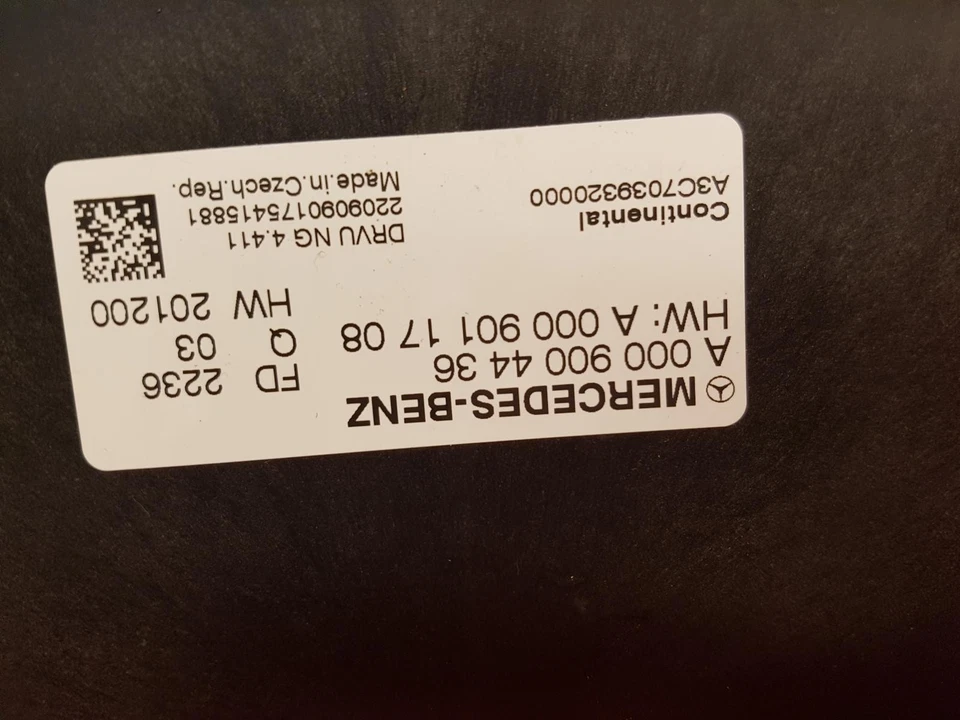 MERCEDES-BENZ
A 000 900 44 36
HW: A 000 901 17 08
FD 2236
Q 03
HW 201200
Continental
A3C7039320000
DRVU NG 4.411
2209090175415881
Made.in.Czech.Rep.